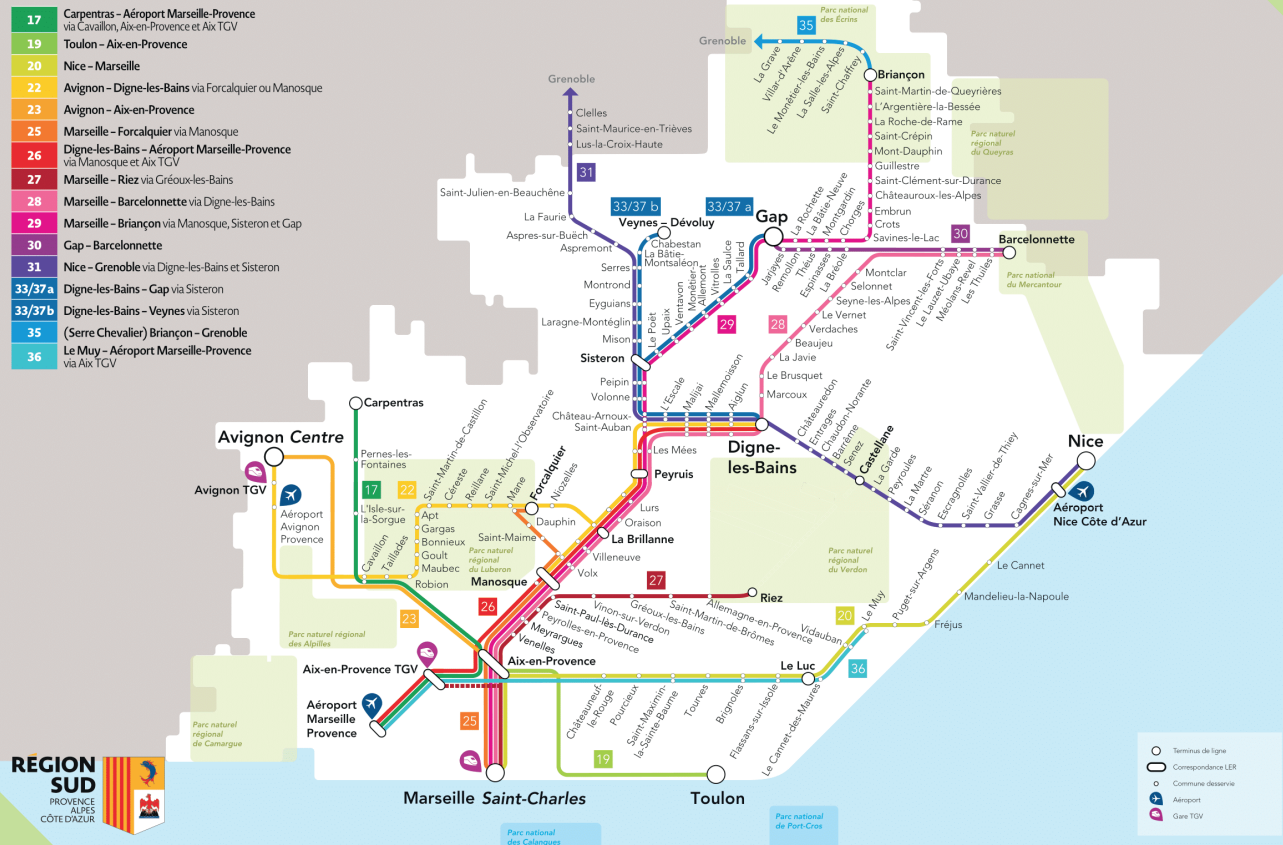 17 Carpentras – Aéroport Marseille-Provence
via Cavaillon, Aix-en-Provence et Aix TGV
19 Toulon – Aix-en-Provence
20 Nice – Marseille
22 Avignon – Digne-les-Bains via Forcalquier ou Manosque
23 Avignon – Aix-en-Provence
25 Marseille – Forcalquier via Manosque
26 Digne-les-Bains – Aéroport Marseille-Provence
via Manosque et Aix TGV
27 Marseille – Riez via Gréoux-les-Bains
28 Marseille – Barcelonnette via Digne-les-Bains
29 Marseille – Briançon via Manosque, Sisteron et Gap
30 Gap – Barcelonnette
31 Nice – Grenoble via Digne-les-Bains et Sisteron
33/37 a Digne-les-Bains – Gap via Sisteron
33/37 b Digne-les-Bains – Veynes via Sisteron
35 (Serre Chevalier) Briançon – Grenoble
36 Le Muy – Aéroport Marseille-Provence
via Aix TGV
Parc national
des Écrins
35
Grenoble
La Grave
Villar-d'Arêne
Le Monêtier-les-Bains
La Salle-les-Alpes
Saint-Chaffrey
Briançon
Saint-Martin-de-Queyrières
L'Argentière-la-Bessée
La Roche-de-Rame
Saint-Crépin
Mont-Dauphin
Guillestre
Saint-Clément-sur-Durance
Châteauroux-les-Alpes
Embrun
Crots
Savines-le-Lac
Parc naturel
régional
du Queyras
Grenoble
Clelles
Saint-Maurice-en-Trièves
Lus-la-Croix-Haute
31
Saint-Julien-en-Beauchêne
La Faurie
Aspres-sur-Buëch
Aspremont
Serres
Montrond
Eyguians
Laragne-Montéglin
Mison
Sisteron
Peipin
Volonne
Château-Arnoux-
Saint-Auban
33/37 b
Veynes – Dévoluy
Chabestan
La Bâtie-
Montsaléon
33/37 a
Gap
La Rochette
La Bâtie-Neuve
Montgardin
Chorges
Le Poët
Upaix
Ventavon
Monêtier-
Allemont
Vitrolles
La Saulce
Tallard
29
Jarjayes
Remollon
Théus
Espinasses
La Bréole
30
Barcelonnette
Saint-Vincent-les-Forts
Le Lauzet-Ubaye
Méolans-Revel
Les Thuiles
Parc national
du Mercantour
Montclar
Selonnet
Seyne-les-Alpes
Le Vernet
Verdaches
Beaujeu
La Javie
Le Brusquet
Marcoux
28
L'Escale
Malijai
Mallemoisson
Aiglun
Digne-
les-Bains
Châteauredon
Entrages
Chaudon-Norante
Barrême
Senez
Castellane
La Garde
Peyroules
La Martre
Séranon
Escragnolles
Saint-Vallier-de-Thiey
Grasse
Cagnes-sur-Mer
Nice
Aéroport
Nice Côte d'Azur
Carpentras
Pernes-les-
Fontaines
17
L'Isle-sur-
la-Sorgue
Cavaillon
Taillades
Robion
Avignon Centre
Avignon TGV
Aéroport
Avignon
Provence
22
Saint-Martin-de-Castillon
Céreste
Reillane
Saint-Michel-l'Observatoire
Mane
Forcalquier
Niozelles
Apt
Gargas
Bonnieux
Goult
Maubec
Parc naturel
régional
du Luberon
Dauphin
Saint-Maime
Les Mées
Peyruis
Lurs
Oraison
La Brillanne
Villeneuve
Volx
Manosque
Parc naturel
régional
du Verdon
27
Riez
Saint-Paul-lès-Durance
Vinon-sur-Verdon
Gréoux-les-Bains
Saint-Martin-de-Brômes
Allemagne-en-Provence
Peyrolles-en-Provence
Meyrargues
Venelles
26
23
Parc naturel régional
des Alpilles
Parc naturel
régional
de Camargue
Aix-en-Provence TGV
Aix-en-Provence
Aéroport
Marseille
Provence
25
Marseille Saint-Charles
Châteauneuf-
le-Rouge
Pourcieux
Saint-Maximin-
la-Sainte-Baume
Tourves
Brignoles
Flassans-sur-Issole
Le Cannet-des-Maures
Le Luc
Vidauban
20
Le Muy
36
Puget-sur-Argens
Fréjus
Mandelieu-la-Napoule
Le Cannet
19
Toulon
Parc national
des Calanques
Parc national
de Port-Cros
RÉGION
SUD
PROVENCE
ALPES
CÔTE D'AZUR
Terminus de ligne
Correspondance LER
Commune desservie
Aéroport
Gare TGV